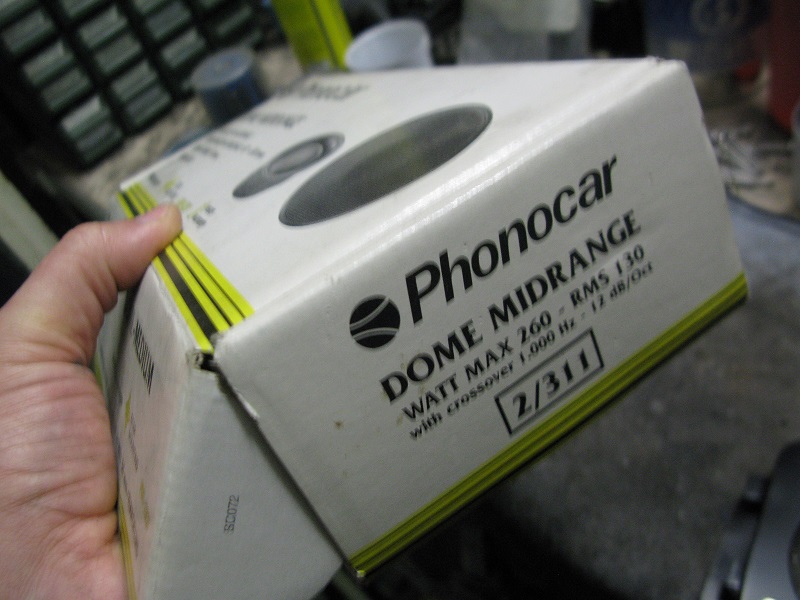 Phonocar
DOME MIDRANGE
WATT MAX 260 - RMS 130
with crossover 1.000 Hz - 12 dB/Oct
2/311
SC072